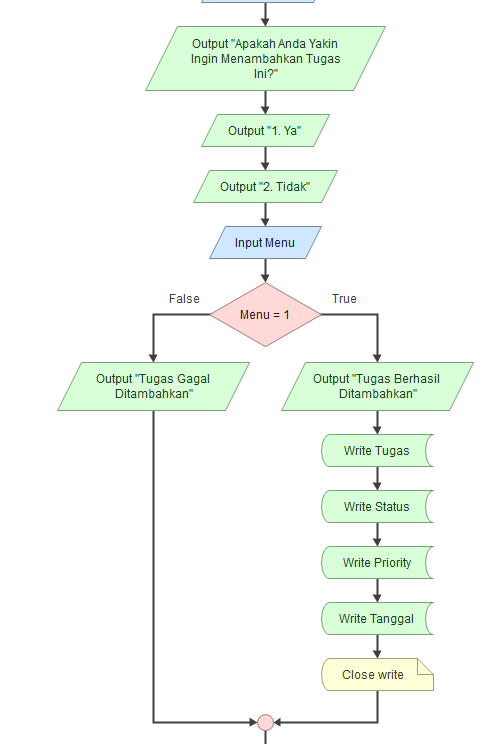 Output "Apakah Anda Yakin
Ingin Menambahkan Tugas
Ini?"
Output "1. Ya"
Output "2. Tidak"
Input Menu
False
True
Menu = 1
Output "Tugas Gagal
Ditambahkan"
Output "Tugas Berhasil
Ditambahkan"
Write Tugas
Write Status
Write Priority
Write Tanggal
Close write